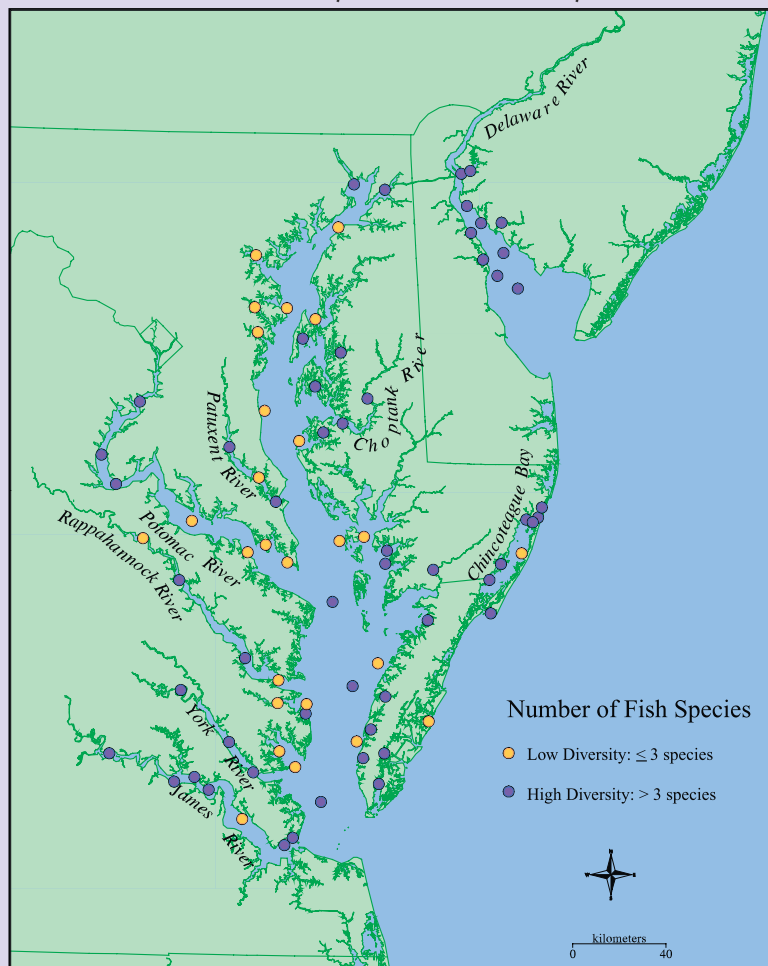 Delaware River
Choptank River
Patuxent River
Chincoteague Bay
Potomac River
Rappahannock River
York River
James River
Number of Fish Species
Low Diversity: ≤ 3 species
High Diversity: > 3 species
N
W E
S
kilometers
0 40